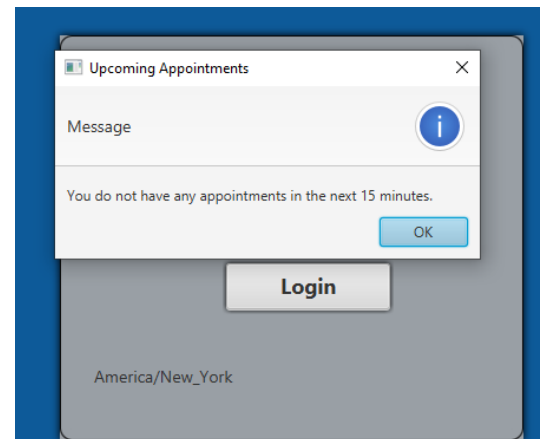 Upcoming Appointments
Message
You do not have any appointments in the next 15 minutes.
OK
Login
America/New_York